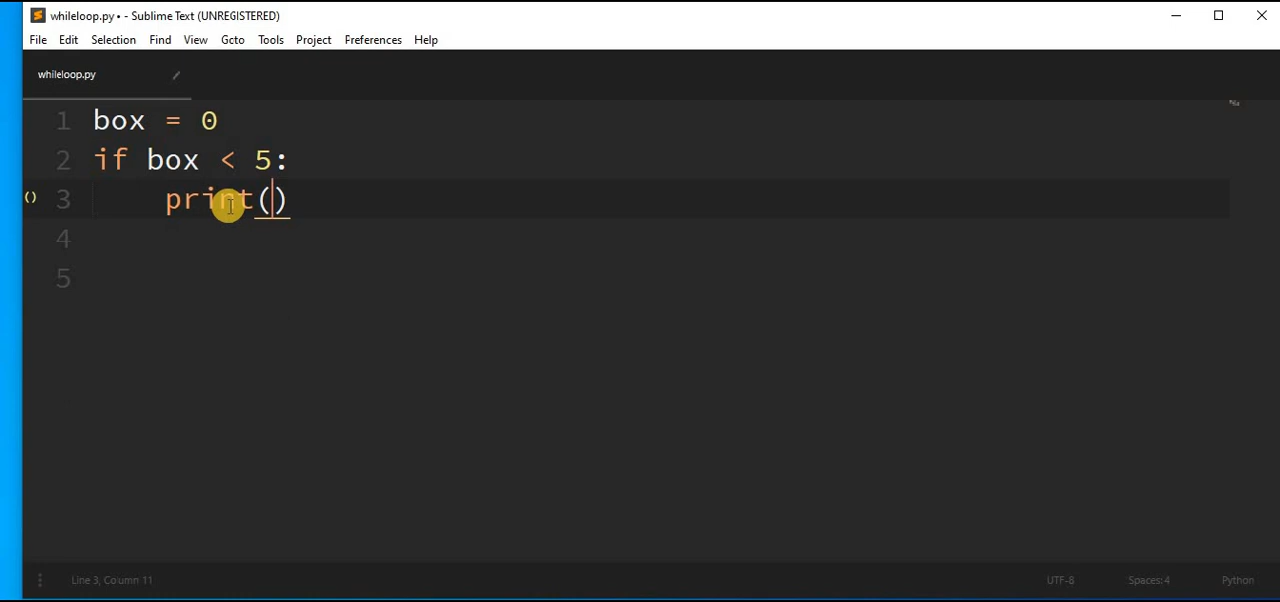 whileloop.py • - Sublime Text (UNREGISTERED)
File Edit Selection Find View Goto Tools Project Preferences Help
whileloop.py
1 box = 0
2 if box < 5:
() 3 print()
4
5
Line 3, Column 11 UTF-8 Spaces: 4 Python